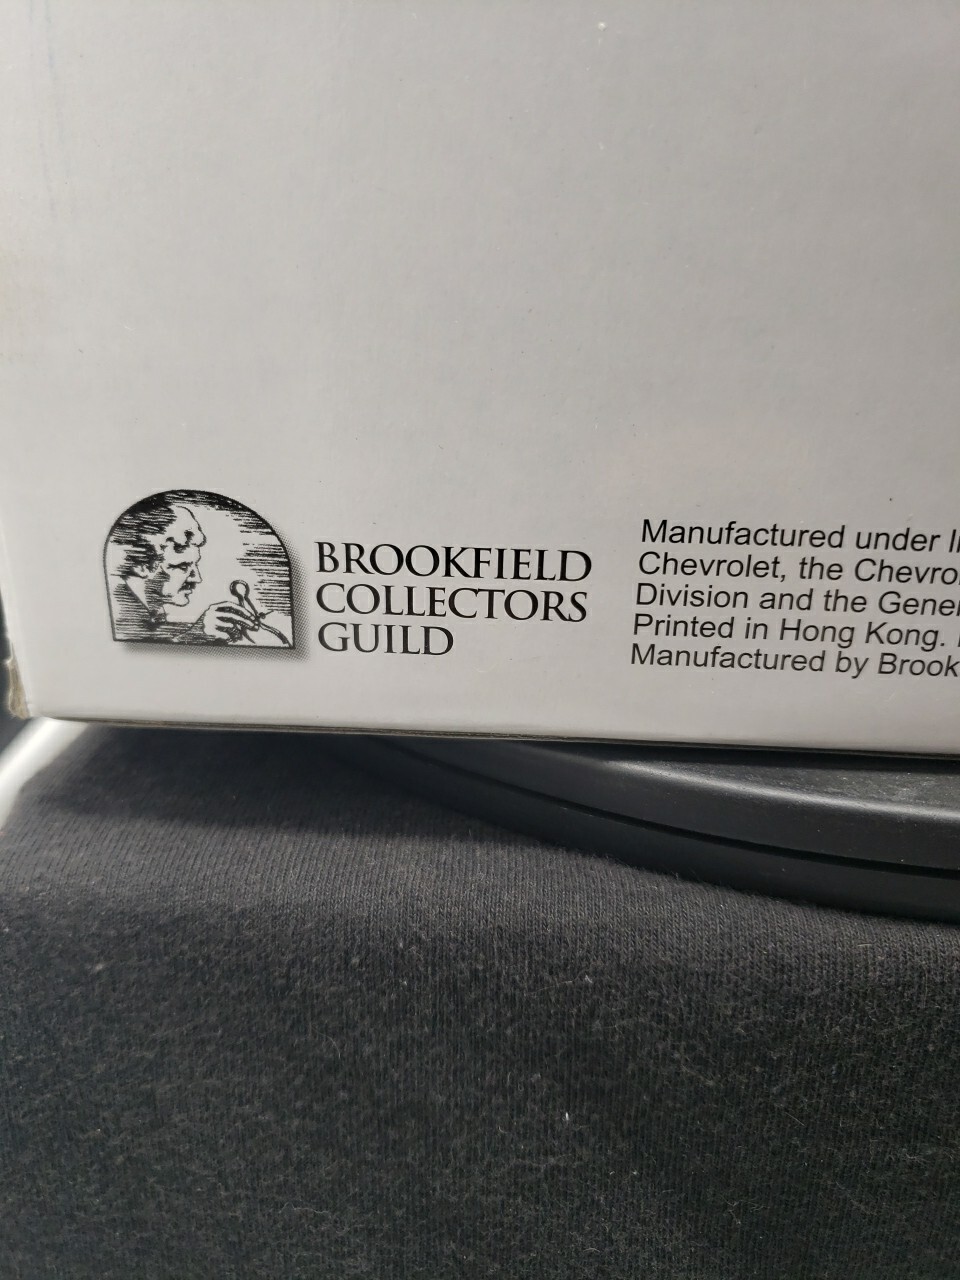 BROOKFIELD
COLLECTORS
GUILD
Manufactured under
Chevrolet, the
Division and the
Printed in Hong Kong.
Manufactured by